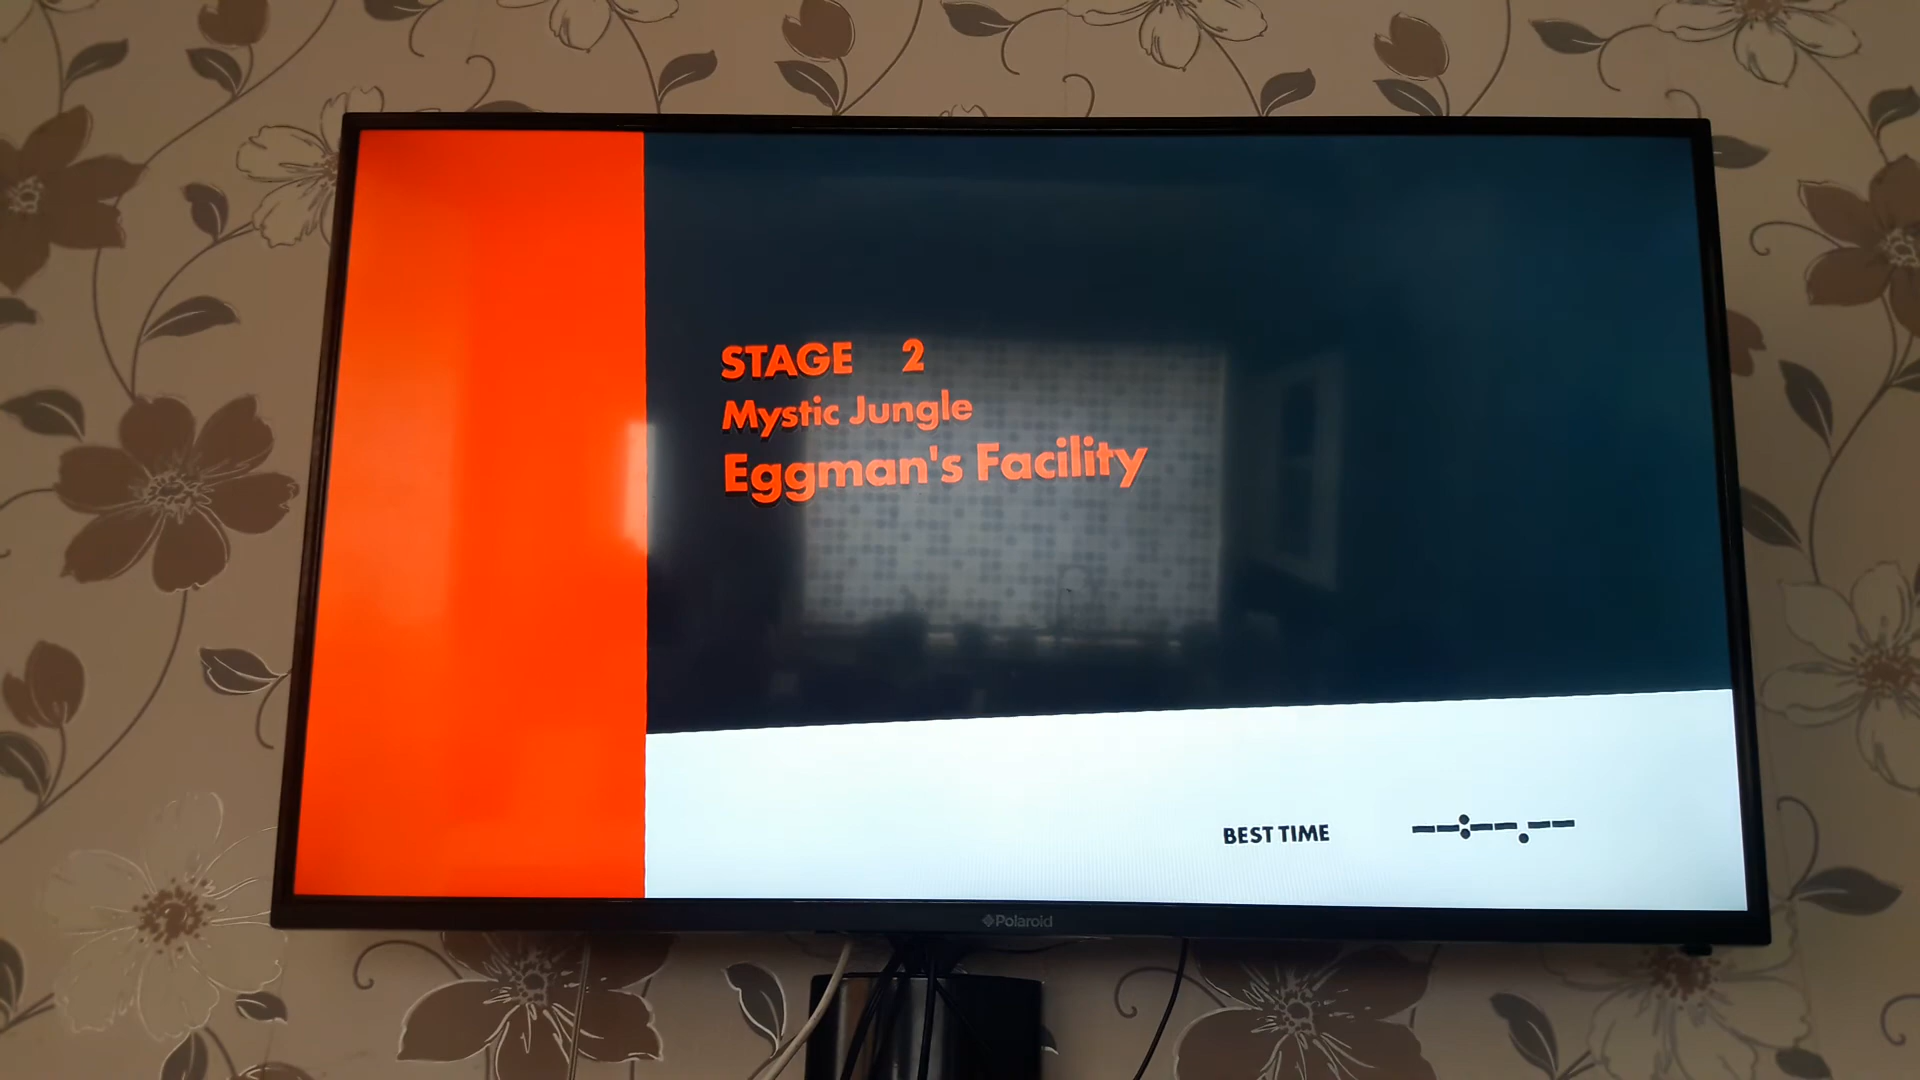 STAGE 2
Mystic Jungle
Eggman's Facility
BEST TIME --:--.--
Polaroid